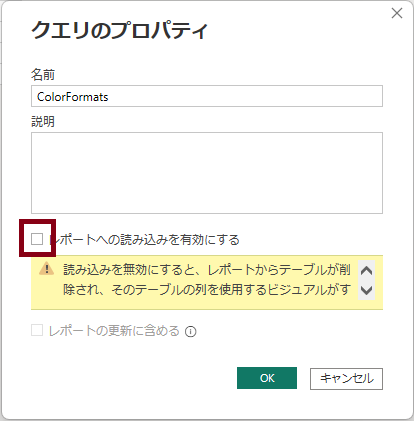 クエリのプロパティ
名前
ColorFormats
説明
レポートへの読み込みを有効にする
読み込みを無効にすると、レポートからテーブルが削
除され、そのテーブルの列を使用するビジュアルがす
レポートの更新に含める
OK
キャンセル